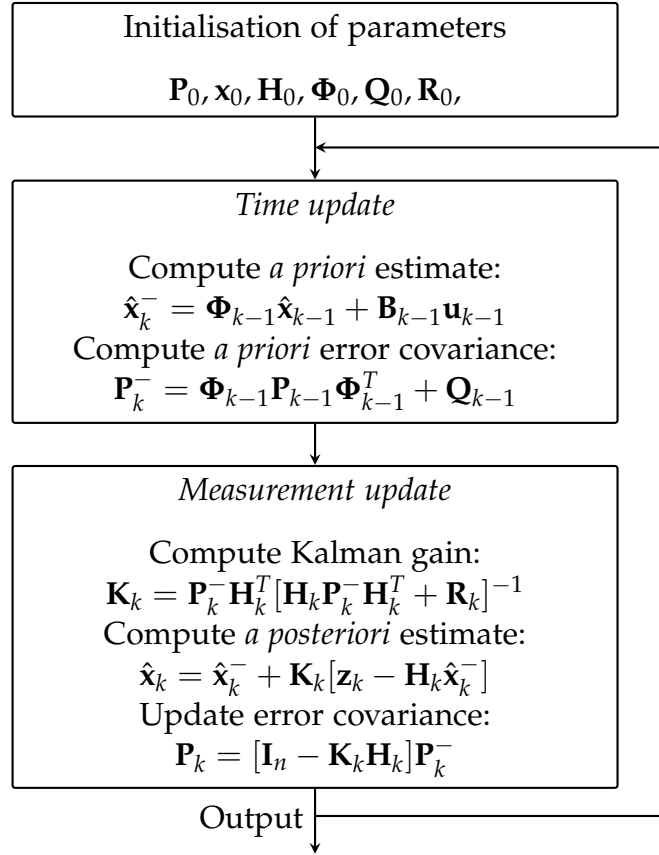 Initialisation of parameters
𝐏₀, 𝐱₀, 𝐇₀, 𝚽₀, 𝐐₀, 𝐑₀,
Time update
Compute a priori estimate:
𝐱̂ₖ⁻ = 𝚽ₖ₋₁𝐱̂ₖ₋₁ + 𝐁ₖ₋₁𝐮ₖ₋₁
Compute a priori error covariance:
𝐏ₖ⁻ = 𝚽ₖ₋₁𝐏ₖ₋₁𝚽ₖ₋₁ᵀ + 𝐐ₖ₋₁
Measurement update
Compute Kalman gain:
𝐊ₖ = 𝐏ₖ⁻𝐇ₖᵀ[𝐇ₖ𝐏ₖ⁻𝐇ₖᵀ + 𝐑ₖ]⁻¹
Compute a posteriori estimate:
𝐱̂ₖ = 𝐱̂ₖ⁻ + 𝐊ₖ[𝐳ₖ − 𝐇ₖ𝐱̂ₖ⁻]
Update error covariance:
𝐏ₖ = [𝐈ₙ − 𝐊ₖ𝐇ₖ]𝐏ₖ⁻
Output